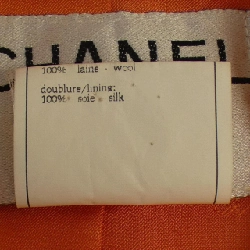 CHANEL
100% laine - wool
doublure/lining:
100% soie - silk